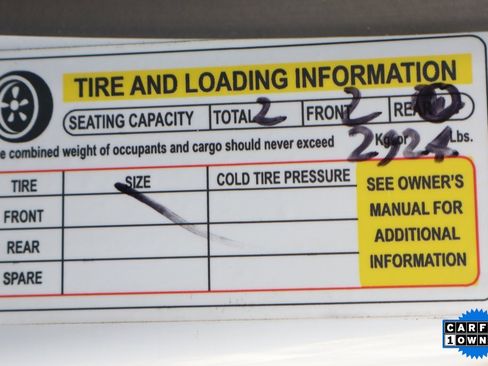 TIRE AND LOADING INFORMATION
SEATING CAPACITY TOTAL 2 FRONT 2 REAR 0
e combined weight of occupants and cargo should never exceed Kgs or 2924 Lbs.
TIRE SIZE COLD TIRE PRESSURE
FRONT
REAR
SPARE
SEE OWNER'S
MANUAL FOR
ADDITIONAL
INFORMATION
CARF
1 OWN